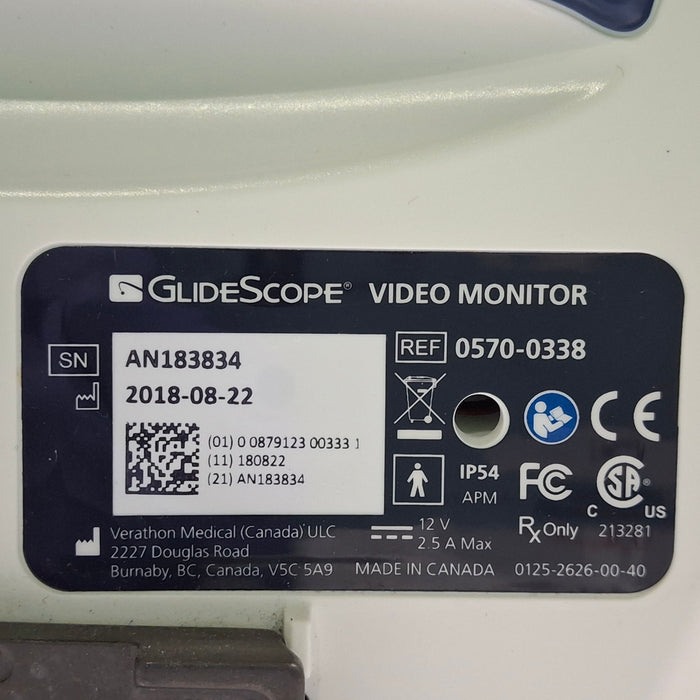 GLIDESCOPE® VIDEO MONITOR
SN AN183834
2018-08-22
(01) 0 0879123 00333 1
(11) 180822
(21) AN183834
REF 0570-0338
CE
IP54
APM
FC
SA®
C US
213281
Rx Only
Verathon Medical (Canada) ULC
2227 Douglas Road
Burnaby, BC, Canada, V5C 5A9
12 V
2.5 A Max
MADE IN CANADA 0125-2626-00-40